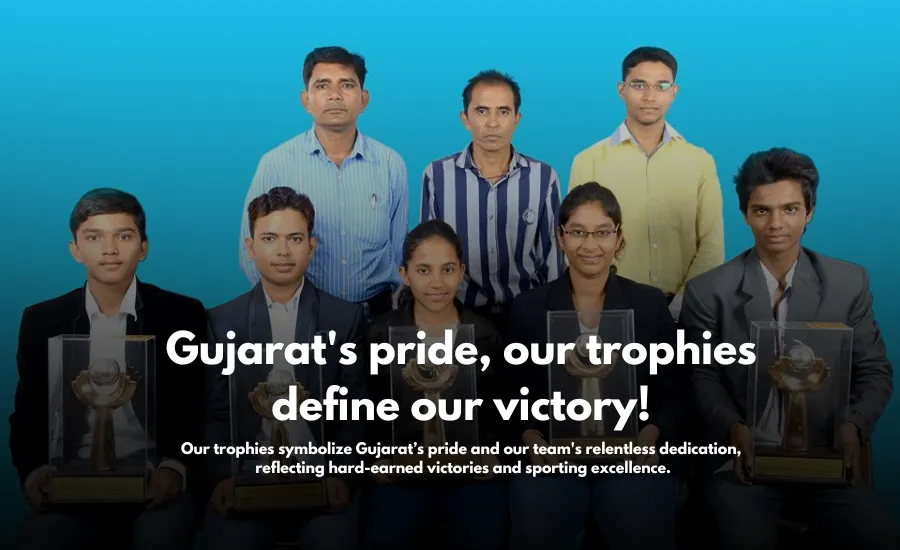 Gujarat's pride, our trophies
define our victory!
Our trophies symbolize Gujarat’s pride and our team's relentless dedication,
reflecting hard-earned victories and sporting excellence.